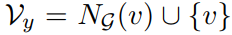 𝒱_y = N_𝒢(v) ∪ {v}